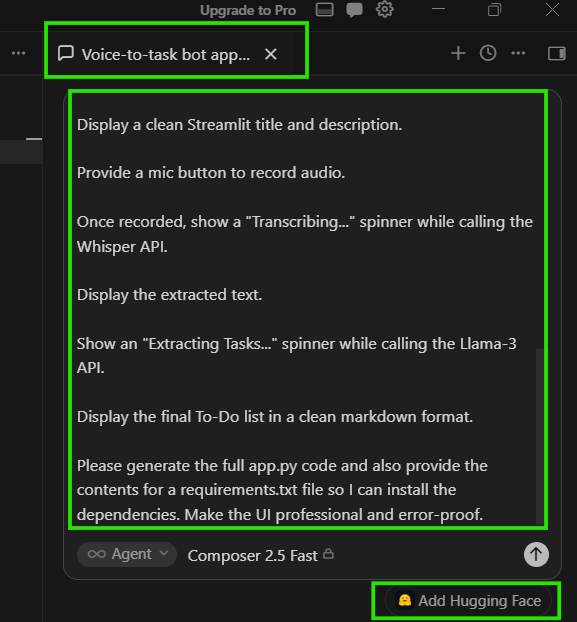 Upgrade to Pro
Voice-to-task bot app...
Display a clean Streamlit title and description.
Provide a mic button to record audio.
Once recorded, show a "Transcribing..." spinner while calling the
Whisper API.
Display the extracted text.
Show an "Extracting Tasks..." spinner while calling the Llama-3
API.
Display the final To-Do list in a clean markdown format.
Please generate the full app.py code and also provide the
contents for a requirements.txt file so I can install the
dependencies. Make the UI professional and error-proof.
Agent
Composer 2.5 Fast
Add Hugging Face